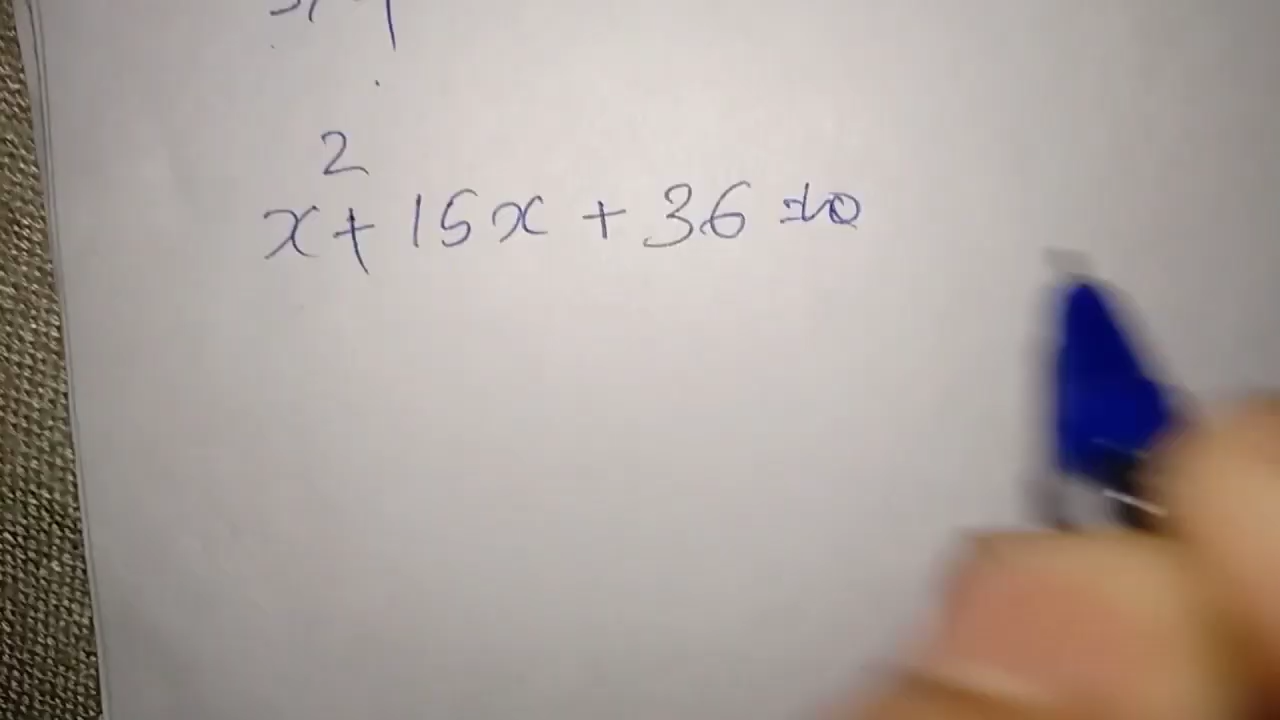 x² + 15x + 36 = 0